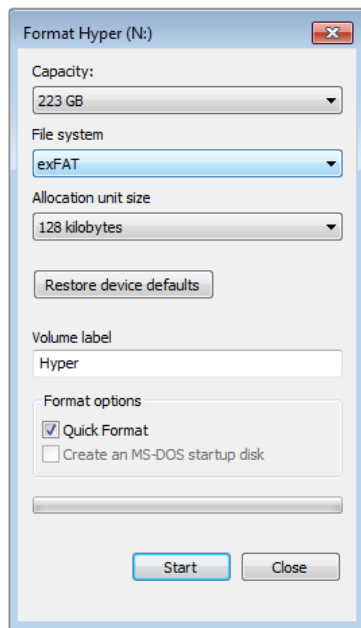 Format Hyper (N:)
Capacity:
223 GB
File system
exFAT
Allocation unit size
128 kilobytes
Restore device defaults
Volume label
Hyper
Format options
Quick Format
Create an MS-DOS startup disk
Start Close